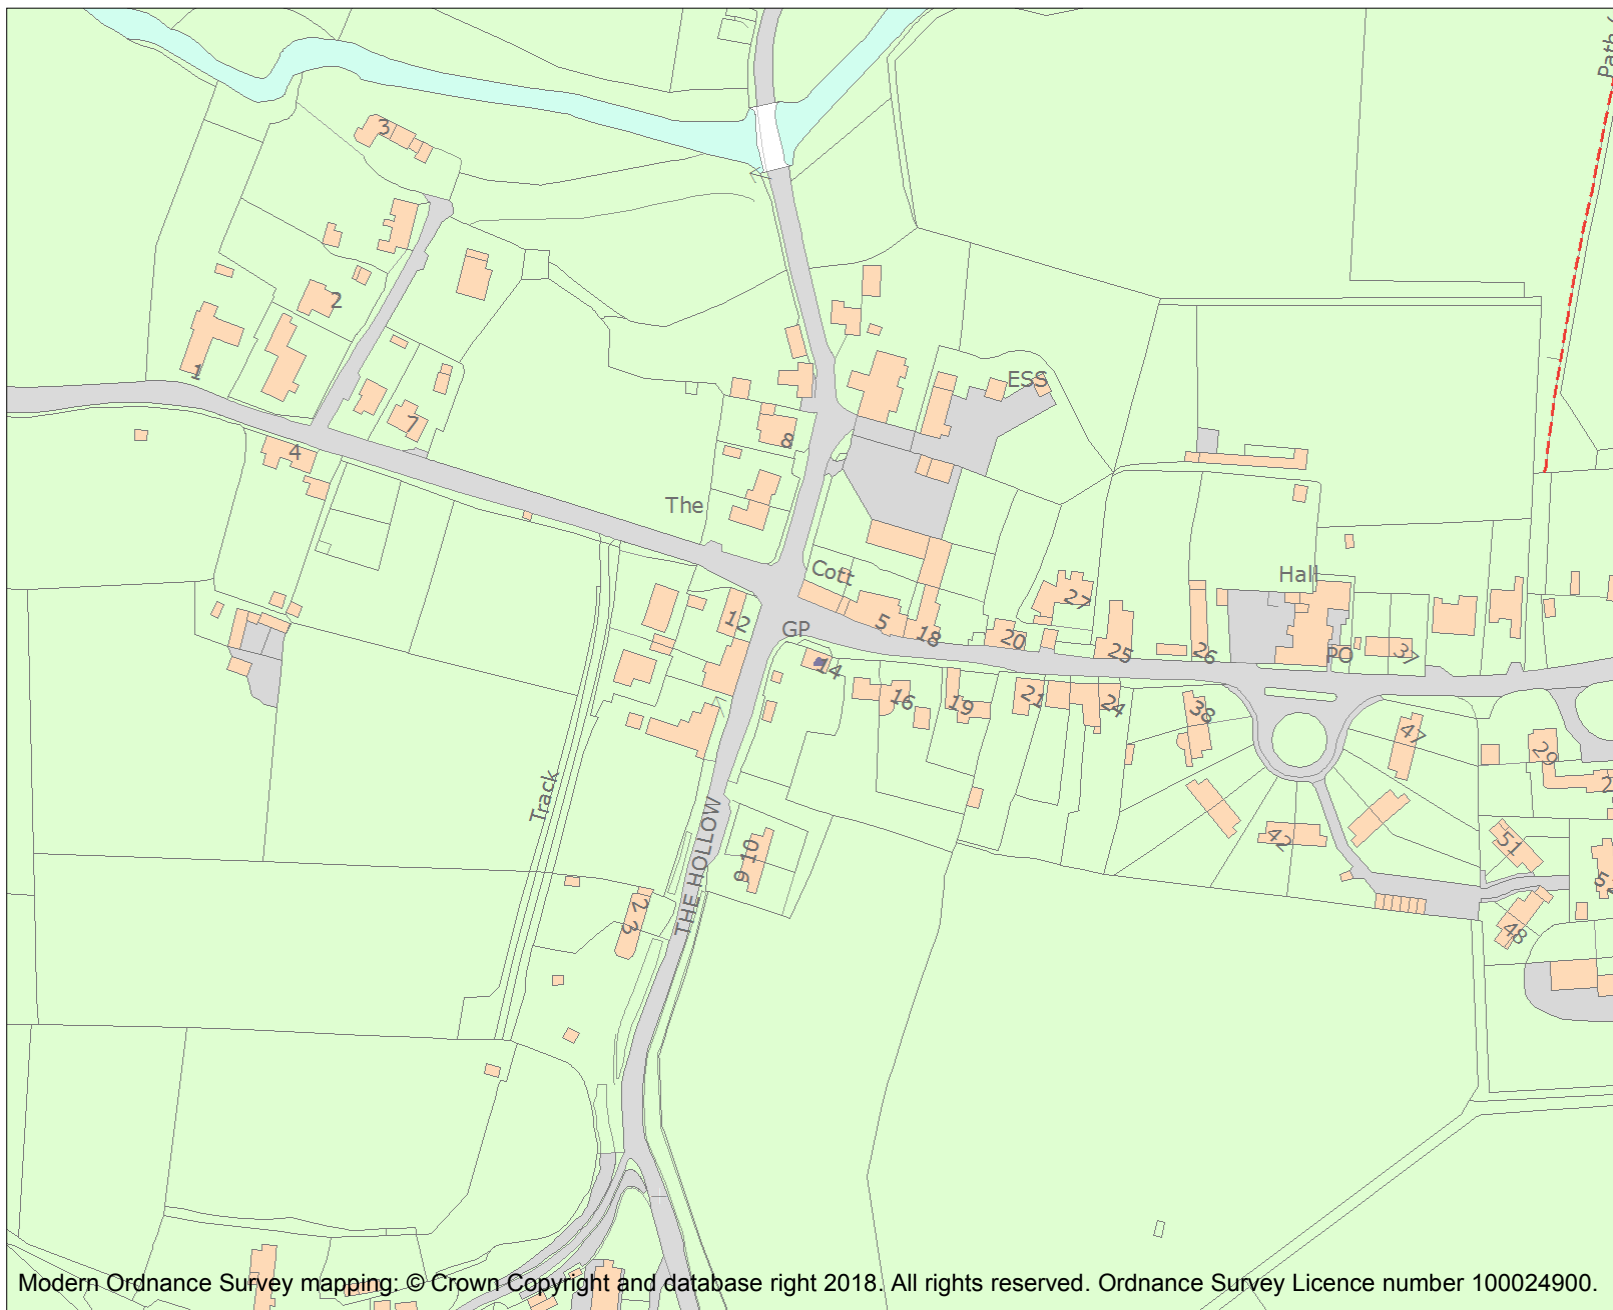 Path
3
2
1
ESS
7
8
4
The
Hall
Cott
27
12
GP
5
18
20
25
26
PO
37
14
16
19
21
24
38
47
29
Track
THE HOLLOW
42
51
9 10
2
3
48
Modern Ordnance Survey mapping: © Crown Copyright and database right 2018. All rights reserved. Ordnance Survey Licence number 100024900.